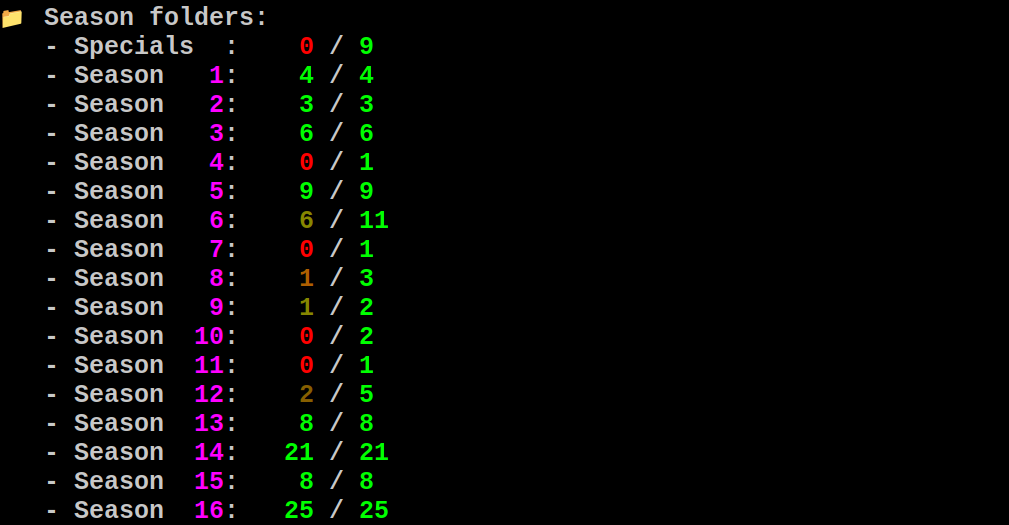 📁 Season folders:
- Specials : 0 / 9
- Season 1: 4 / 4
- Season 2: 3 / 3
- Season 3: 6 / 6
- Season 4: 0 / 1
- Season 5: 9 / 9
- Season 6: 6 / 11
- Season 7: 0 / 1
- Season 8: 1 / 3
- Season 9: 1 / 2
- Season 10: 0 / 2
- Season 11: 0 / 1
- Season 12: 2 / 5
- Season 13: 8 / 8
- Season 14: 21 / 21
- Season 15: 8 / 8
- Season 16: 25 / 25